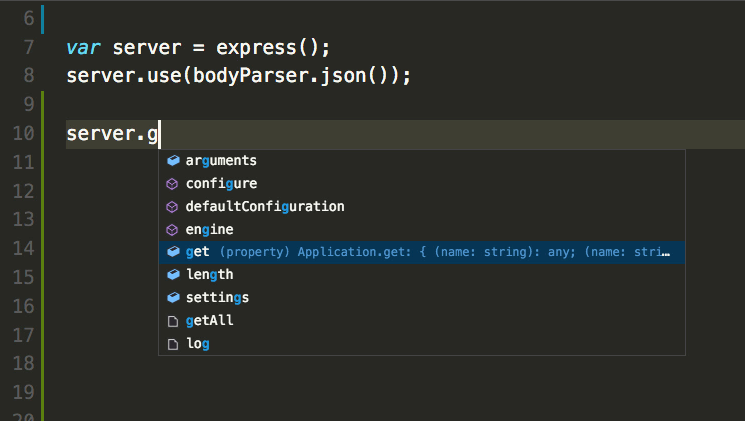 6
7 var server = express();
8 server.use(bodyParser.json());
9
10 server.g
11 arguments
12 configure
13 defaultConfiguration
engine
14 get (property) Application.get: { (name: string): any; (name: stri…
15 length
16 settings
17 getAll
18 log
19
20